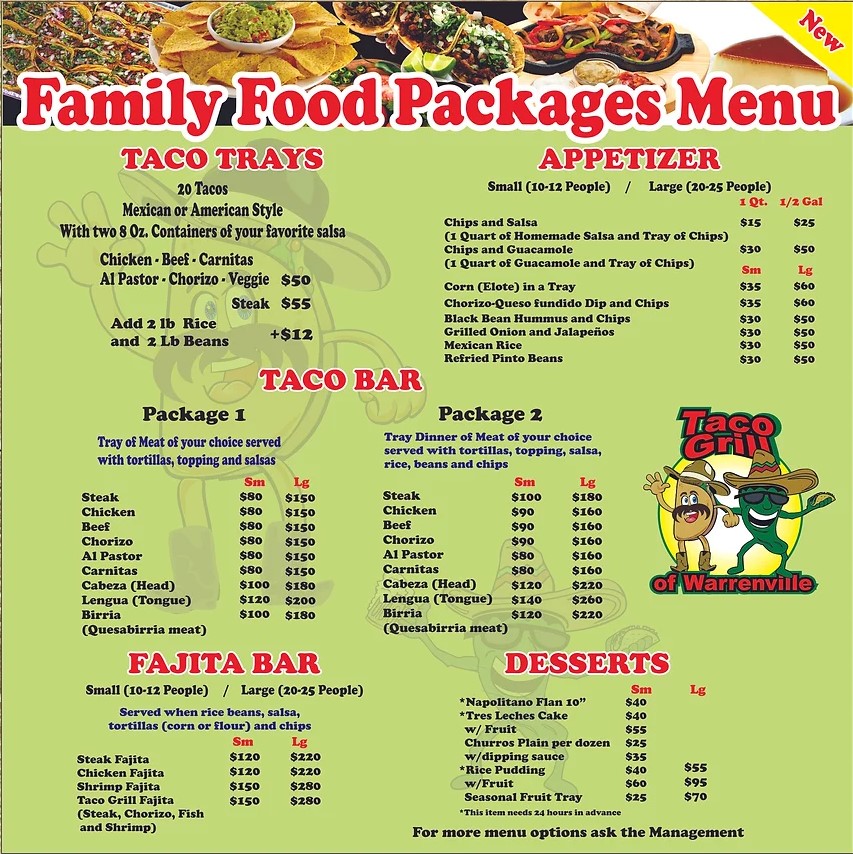 New
Family Food Packages Menu
TACO TRAYS
20 Tacos
Mexican or American Style
With two 8 Oz. Containers of your favorite salsa
Chicken - Beef - Carnitas
Al Pastor - Chorizo - Veggie $50
Steak $55
Add 2 lb Rice
and 2 Lb Beans +$12
APPETIZER
Small (10-12 People) / Large (20-25 People)
1 Qt. 1/2 Gal
Chips and Salsa $15 $25
(1 Quart of Homemade Salsa and Tray of Chips)
Chips and Guacamole $30 $50
(1 Quart of Guacamole and Tray of Chips)
Sm Lg
Corn (Elote) in a Tray $35 $60
Chorizo-Queso fundido Dip and Chips $35 $60
Black Bean Hummus and Chips $30 $50
Grilled Onion and Jalapeños $30 $50
Mexican Rice $30 $50
Refried Pinto Beans $30 $50
TACO BAR
Package 1
Tray of Meat of your choice served
with tortillas, topping and salsas
Sm Lg
Steak $80 $150
Chicken $80 $150
Beef $80 $150
Chorizo $80 $150
Al Pastor $80 $150
Carnitas $80 $150
Cabeza (Head) $100 $180
Lengua (Tongue) $120 $200
Birria $100 $180
(Quesabirria meat)
Package 2
Tray Dinner of Meat of your choice
served with tortillas, topping, salsa,
rice, beans and chips
Sm Lg
Steak $100 $180
Chicken $90 $160
Beef $90 $160
Chorizo $90 $160
Al Pastor $80 $160
Carnitas $80 $160
Cabeza (Head) $120 $220
Lengua (Tongue) $140 $260
Birria $120 $220
(Quesabirria meat)
Taco
Grill
of Warrenville
FAJITA BAR
Small (10-12 People) / Large (20-25 People)
Served when rice beans, salsa,
tortillas (corn or flour) and chips
Sm Lg
Steak Fajita $120 $220
Chicken Fajita $120 $220
Shrimp Fajita $150 $280
Taco Grill Fajita $150 $280
(Steak, Chorizo, Fish
and Shrimp)
DESSERTS
Sm Lg
*Napolitano Flan 10" $40
*Tres Leches Cake $40
w/ Fruit $55
Churros Plain per dozen $25
w/dipping sauce $35
*Rice Pudding $40 $55
w/Fruit $60 $95
Seasonal Fruit Tray $25 $70
*This item needs 24 hours in advance
For more menu options ask the Management